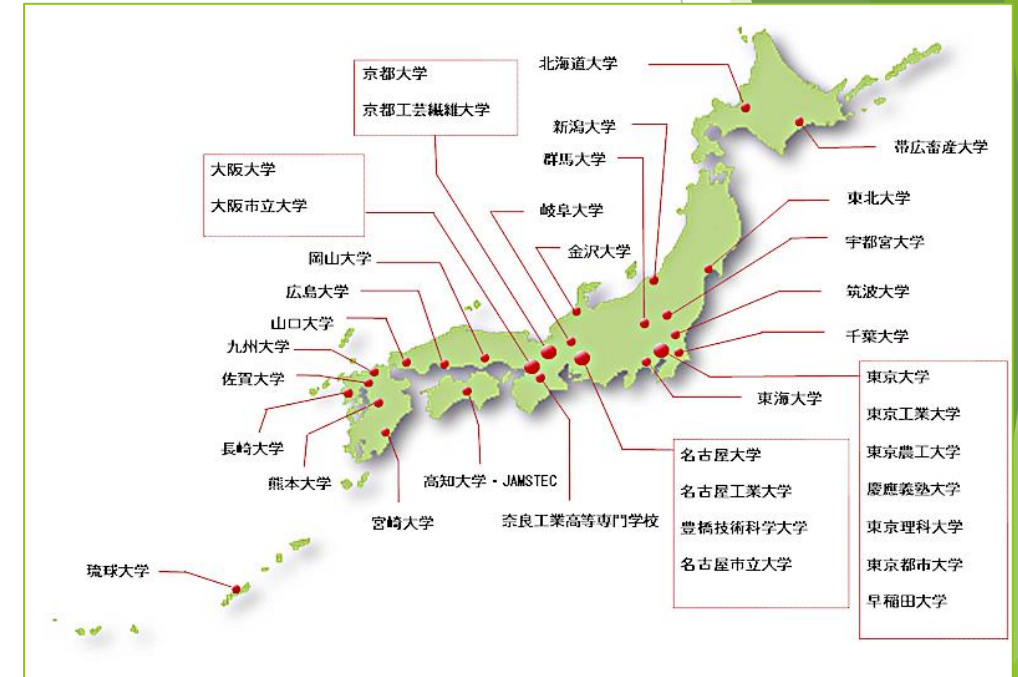 京都大学
京都工芸繊維大学
北海道大学
新潟大学
群馬大学
帯広畜産大学
大阪大学
大阪市立大学
岐阜大学
金沢大学
東北大学
宇都宮大学
岡山大学
広島大学
山口大学
九州大学
佐賀大学
筑波大学
千葉大学
東海大学
東京大学
東京工業大学
東京農工大学
慶應義塾大学
東京理科大学
東京都市大学
早稲田大学
長崎大学
熊本大学
宮崎大学
高知大学・JAMSTEC
奈良工業高等専門学校
名古屋大学
名古屋工業大学
豊橋技術科学大学
名古屋市立大学
琉球大学